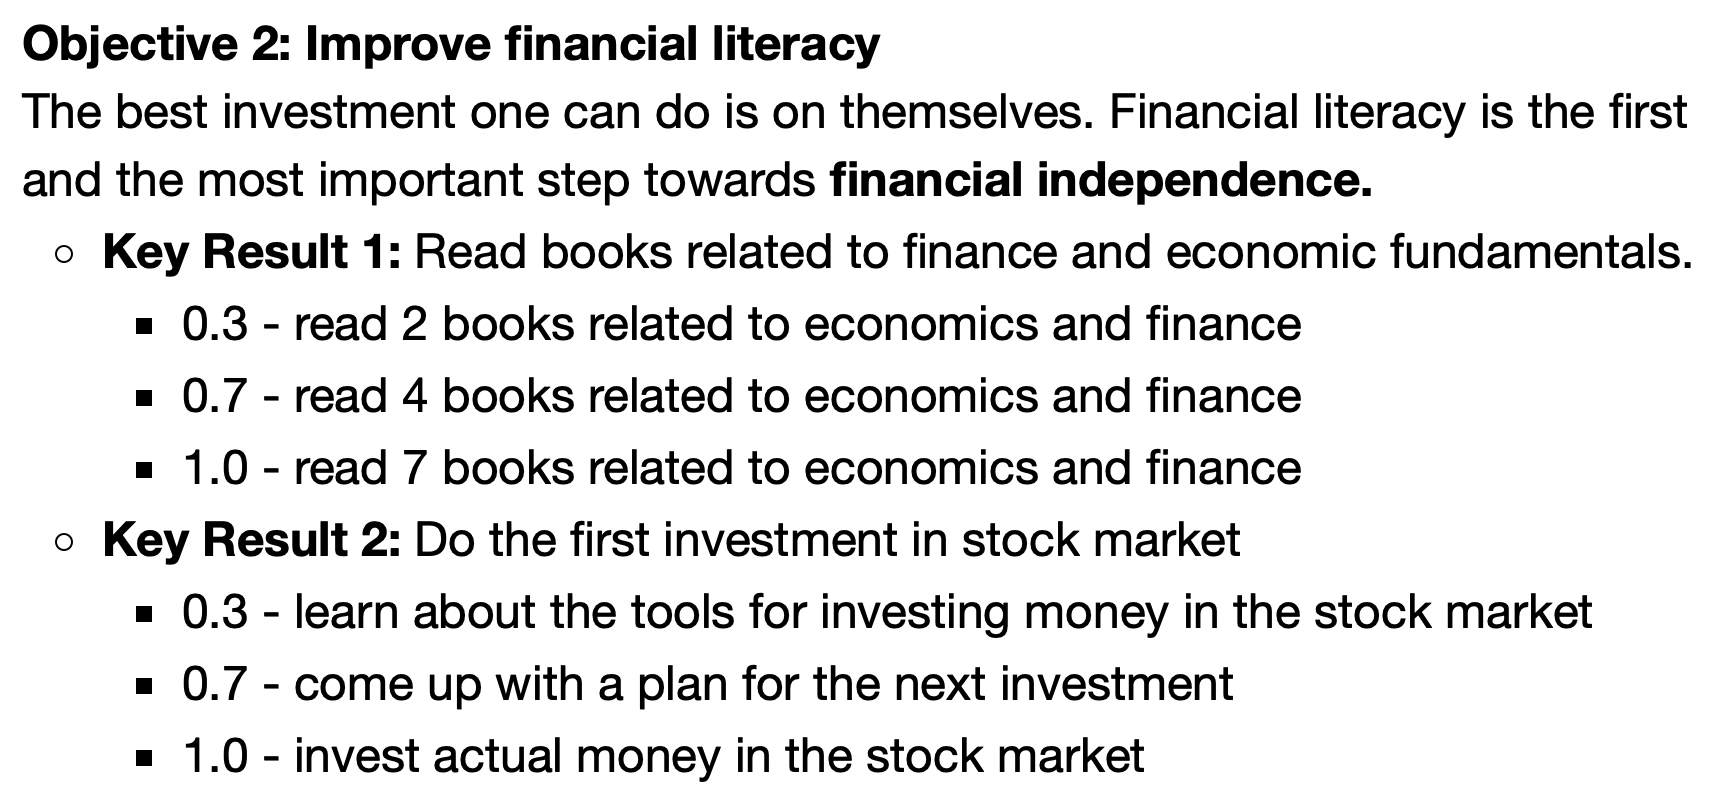 Objective 2: Improve financial literacy
The best investment one can do is on themselves. Financial literacy is the first
and the most important step towards financial independence.
Key Result 1: Read books related to finance and economic fundamentals.
0.3 - read 2 books related to economics and finance
0.7 - read 4 books related to economics and finance
1.0 - read 7 books related to economics and finance
Key Result 2: Do the first investment in stock market
0.3 - learn about the tools for investing money in the stock market
0.7 - come up with a plan for the next investment
1.0 - invest actual money in the stock market